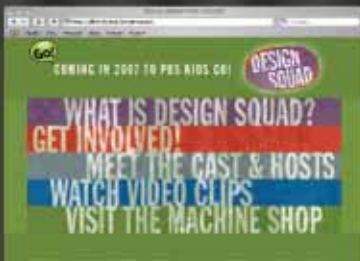 GO!
COMING IN 2007 TO PBS KIDS GO!
DESIGN
SQUAD
WHAT IS DESIGN SQUAD?
GET INVOLVED!
MEET THE CAST & HOSTS
WATCH VIDEO CLIPS
VISIT THE MACHINE SHOP